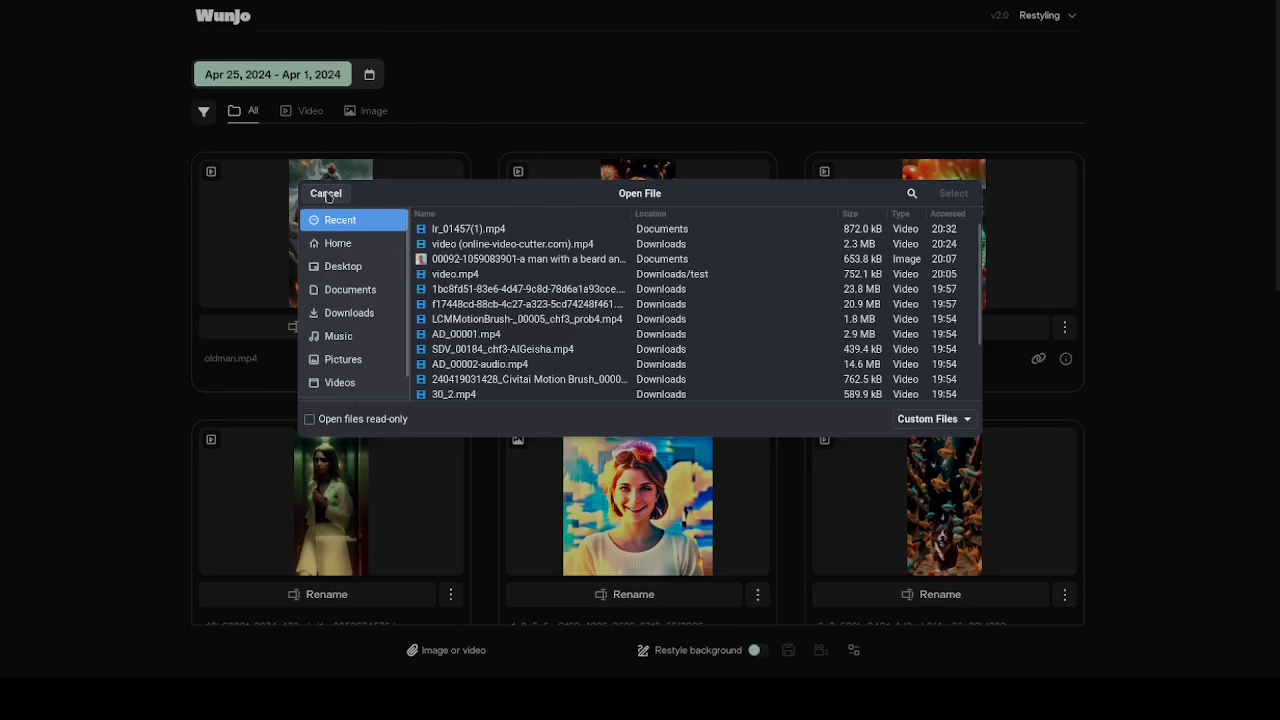 Wunjo
v2.0 Restyling
Apr 25, 2024 - Apr 1, 2024
All Video Image
Cancel Open File Select
Recent
Home
Desktop
Documents
Downloads
Music
Pictures
Videos
Name Location Size Type Accessed
lr_01457(1).mp4 Documents 872.0 kB Video 20:32
video (online-video-cutter.com).mp4 Downloads 2.3 MB Video 20:24
00092-1059083901-a man with a beard an... Documents 653.8 kB Image 20:07
video.mp4 Downloads/test 752.1 kB Video 20:05
1bc8fd51-83e6-4d47-9c8d-78d6a1a93cce.... Downloads 23.8 MB Video 19:57
f17448cd-88cb-4c27-a323-5cd74248f461.... Downloads 20.9 MB Video 19:57
LCMMotionBrush-_00005_chf3_prob4.mp4 Downloads 1.8 MB Video 19:54
AD_00001.mp4 Downloads 2.9 MB Video 19:54
SDV_00184_chf3-AIGeisha.mp4 Downloads 439.4 kB Video 19:54
AD_00002-audio.mp4 Downloads 14.6 MB Video 19:54
240419031428_Civitai Motion Brush_0000... Downloads 762.5 kB Video 19:54
30_2.mp4 Downloads 589.9 kB Video 19:54
Open files read-only Custom Files
oldman.mp4
Rename Rename Rename
Image or video Restyle background